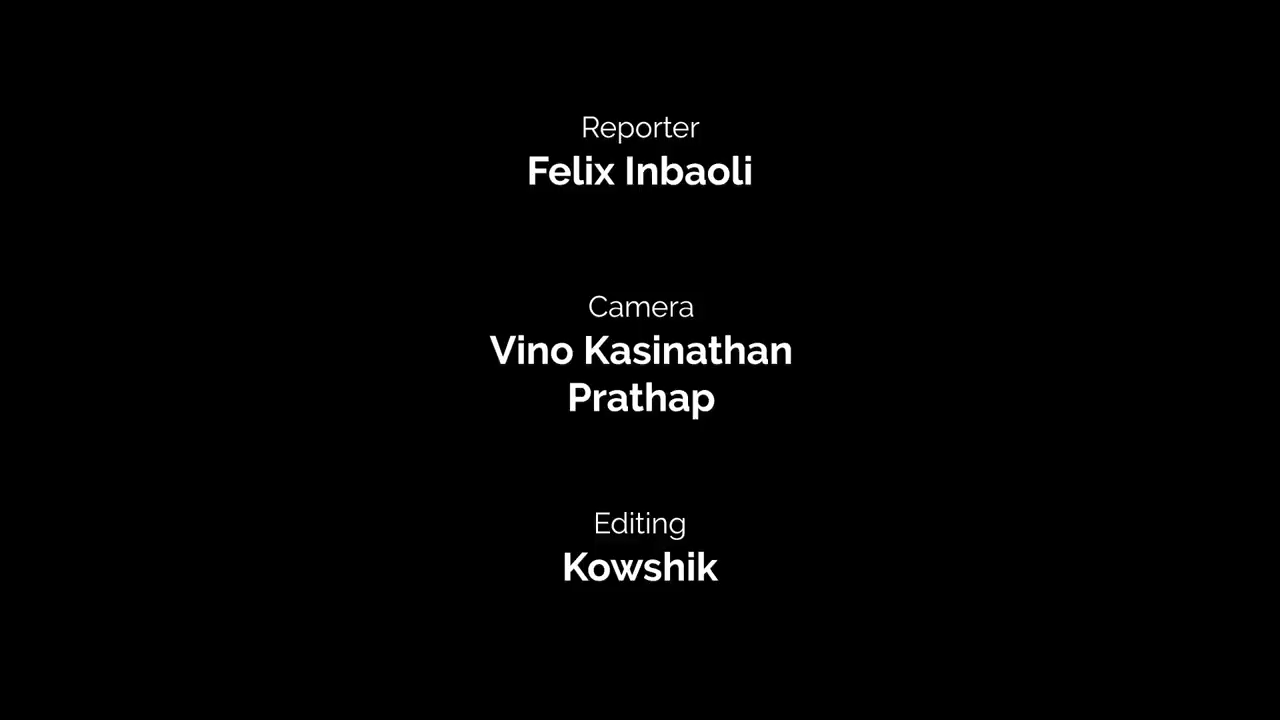 Reporter
Felix Inbaoli
Camera
Vino Kasinathan
Prathap
Editing
Kowshik